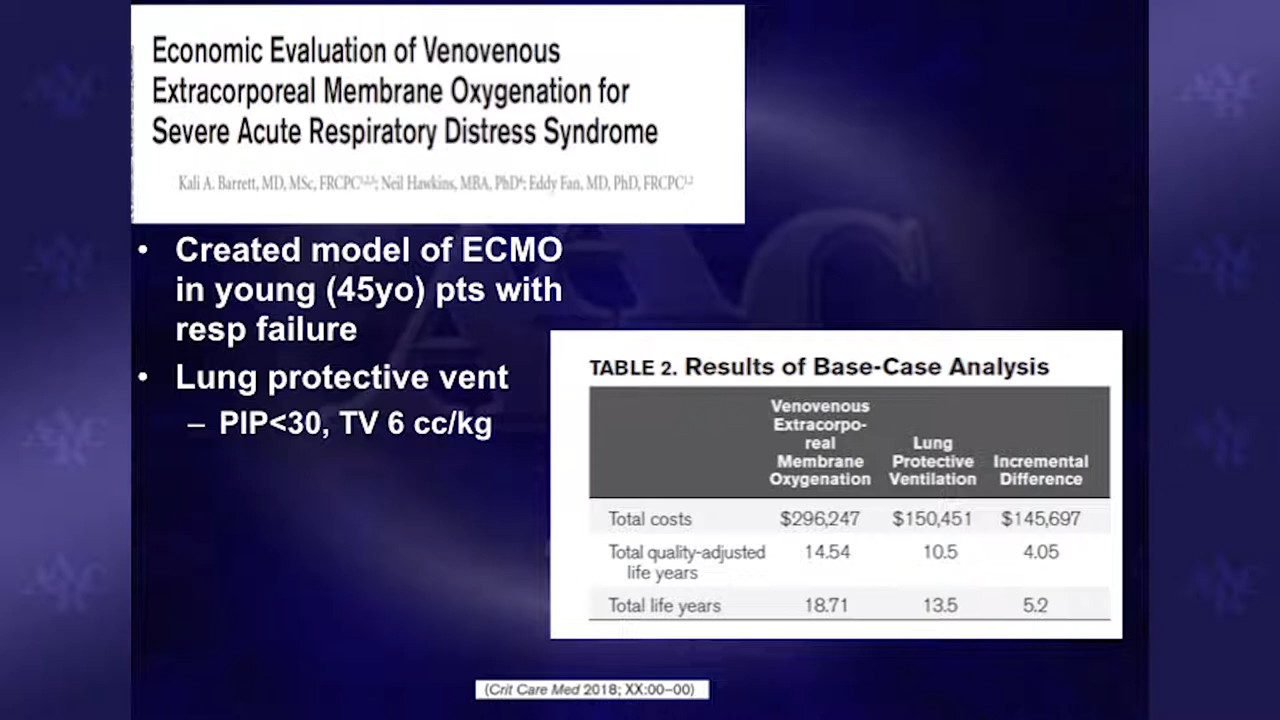 Economic Evaluation of Venovenous
Extracorporeal Membrane Oxygenation for
Severe Acute Respiratory Distress Syndrome
Kali A. Barrett, MD, MSc, FRCPC; Neil Hawkins, MBA, PhD; Eddy Fan, MD, PhD, FRCPC
• Created model of ECMO
in young (45yo) pts with
resp failure
• Lung protective vent
– PIP<30, TV 6 cc/kg
TABLE 2. Results of Base-Case Analysis
Venovenous
Extracorpo-
real
Membrane
Oxygenation
Lung
Protective
Ventilation
Incremental
Difference
Total costs $296,247 $150,451 $145,697
Total quality-adjusted
life years 14.54 10.5 4.05
Total life years 18.71 13.5 5.2
(Crit Care Med 2018; XX:00–00)